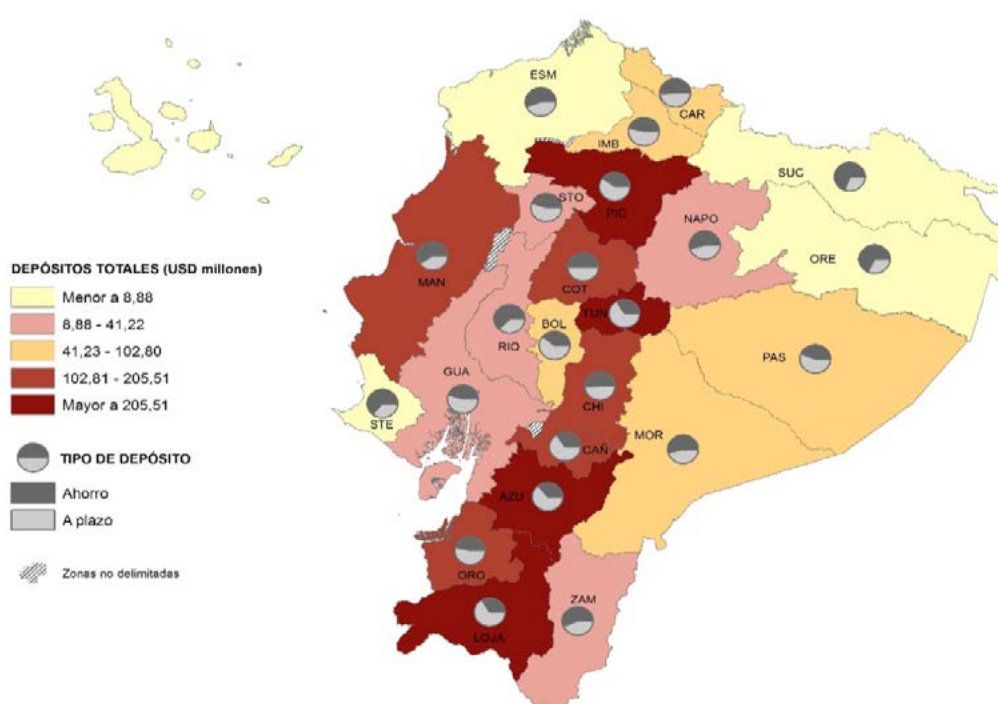 ESM
CAR
IMB
SUC
STO
PIC
NAPO
ORE
MAN
COT
TUN
BOL
RIO
PAS
GUA
CHI
STE
MOR
CAÑ
AZU
ORO
ZAM
LOJA
DEPÓSITOS TOTALES (USD millones)
Menor a 8,88
8,88 - 41,22
41,23 - 102,80
102,81 - 205,51
Mayor a 205,51
TIPO DE DEPÓSITO
Ahorro
A plazo
Zonas no delimitadas